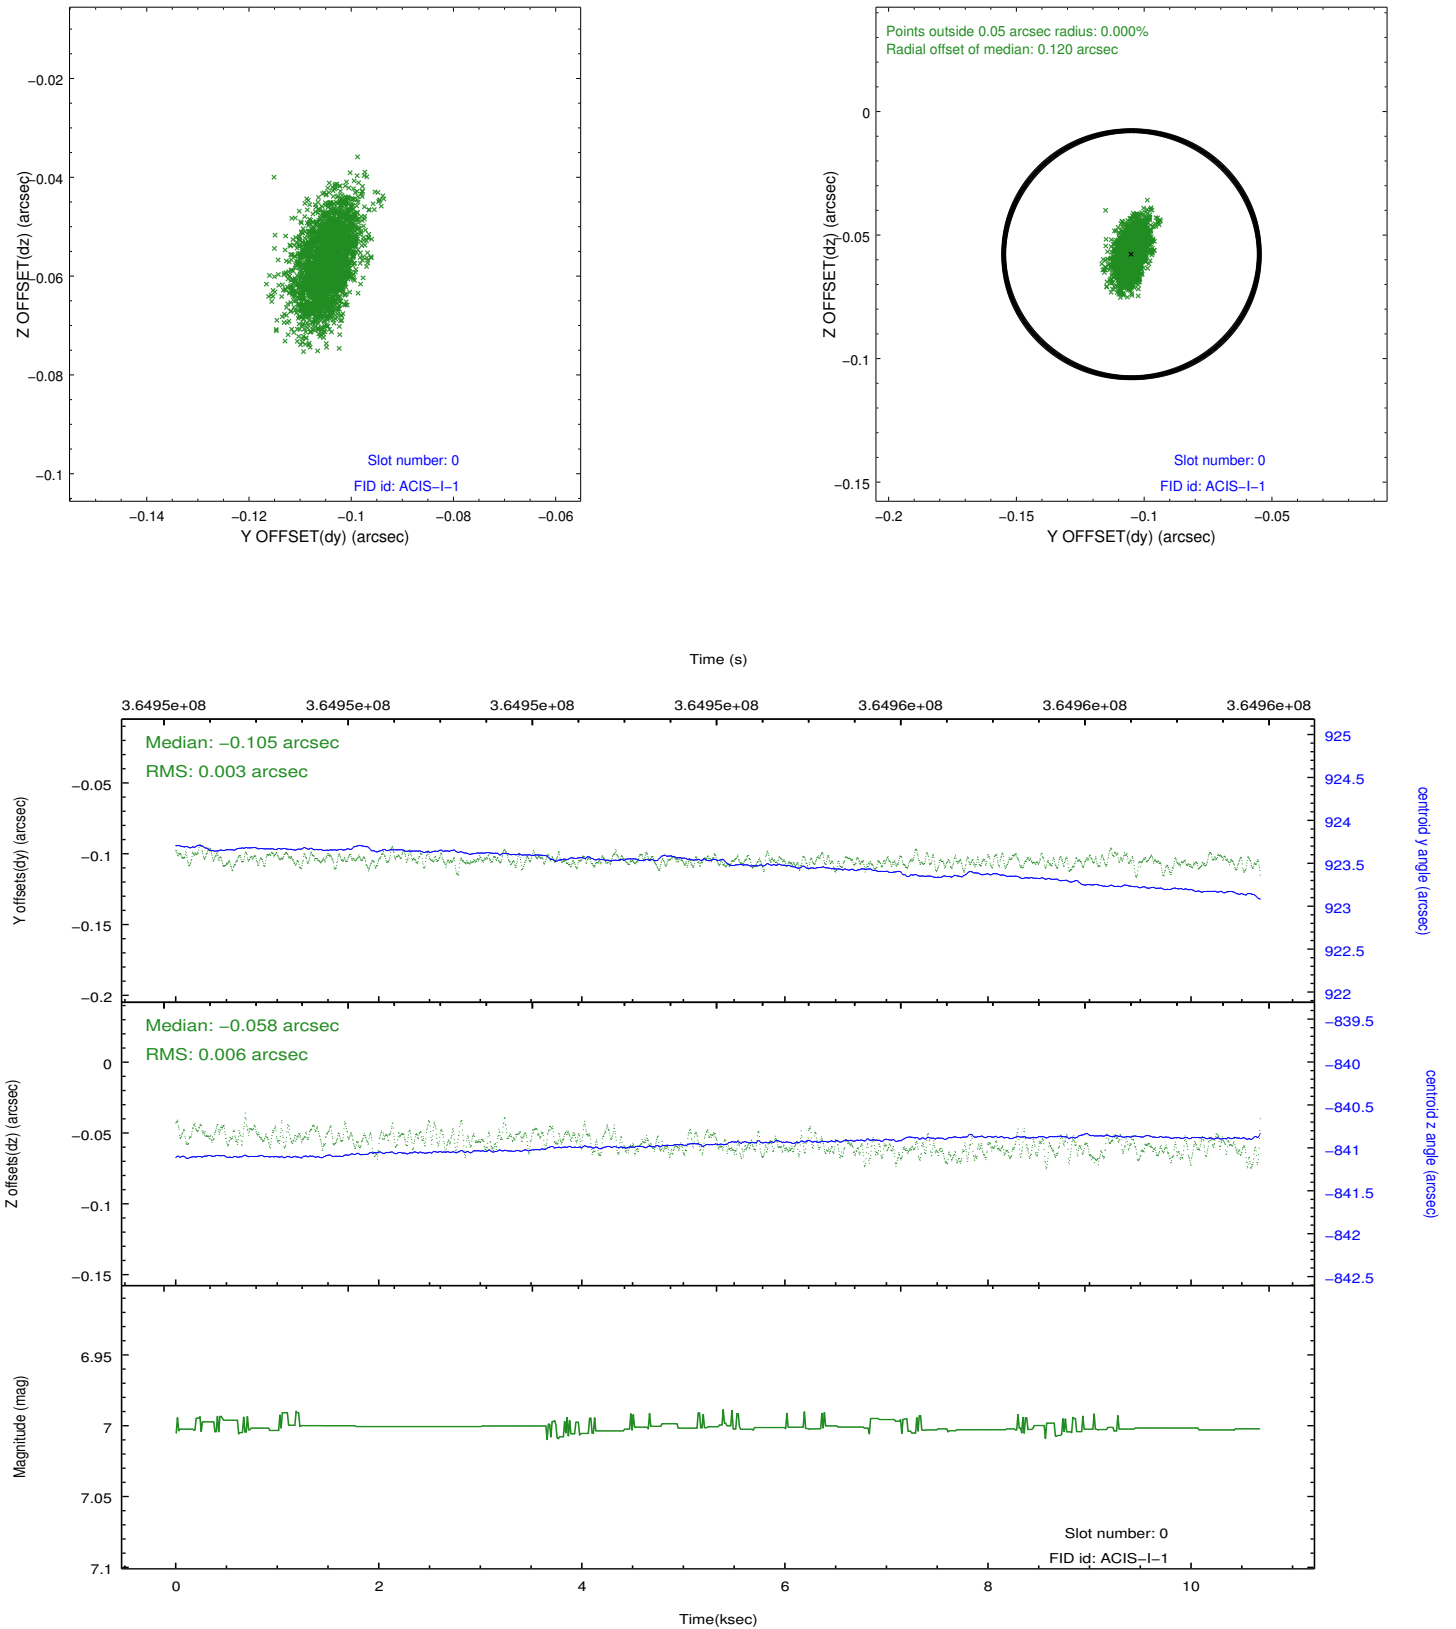 −0.02
−0.04
−0.06
−0.08
−0.1
Z OFFSET(dz) (arcsec)
Slot number: 0
FID id: ACIS−I−1
−0.14
−0.12
−0.1
−0.08
−0.06
Y OFFSET(dy) (arcsec)
Points outside 0.05 arcsec radius: 0.000%
Radial offset of median: 0.120 arcsec
0
−0.05
−0.1
−0.15
Z OFFSET(dz) (arcsec)
Slot number: 0
FID id: ACIS−I−1
−0.2
−0.15
−0.1
−0.05
Y OFFSET(dy) (arcsec)
Time (s)
3.6495e+08
3.6495e+08
3.6495e+08
3.6495e+08
3.6496e+08
3.6496e+08
3.6496e+08
Median: −0.105 arcsec
RMS: 0.003 arcsec
−0.05
−0.1
−0.15
−0.2
Y offsets(dy) (arcsec)
925
924.5
924
923.5
923
922.5
922
centroid y angle (arcsec)
Median: −0.058 arcsec
RMS: 0.006 arcsec
0
−0.05
−0.1
−0.15
Z offsets(dz) (arcsec)
−839.5
−840
−840.5
−841
−841.5
−842
−842.5
centroid z angle (arcsec)
6.95
7
7.05
7.1
Magnitude (mag)
Slot number: 0
FID id: ACIS−I−1
0
2
4
6
8
10
Time(ksec)